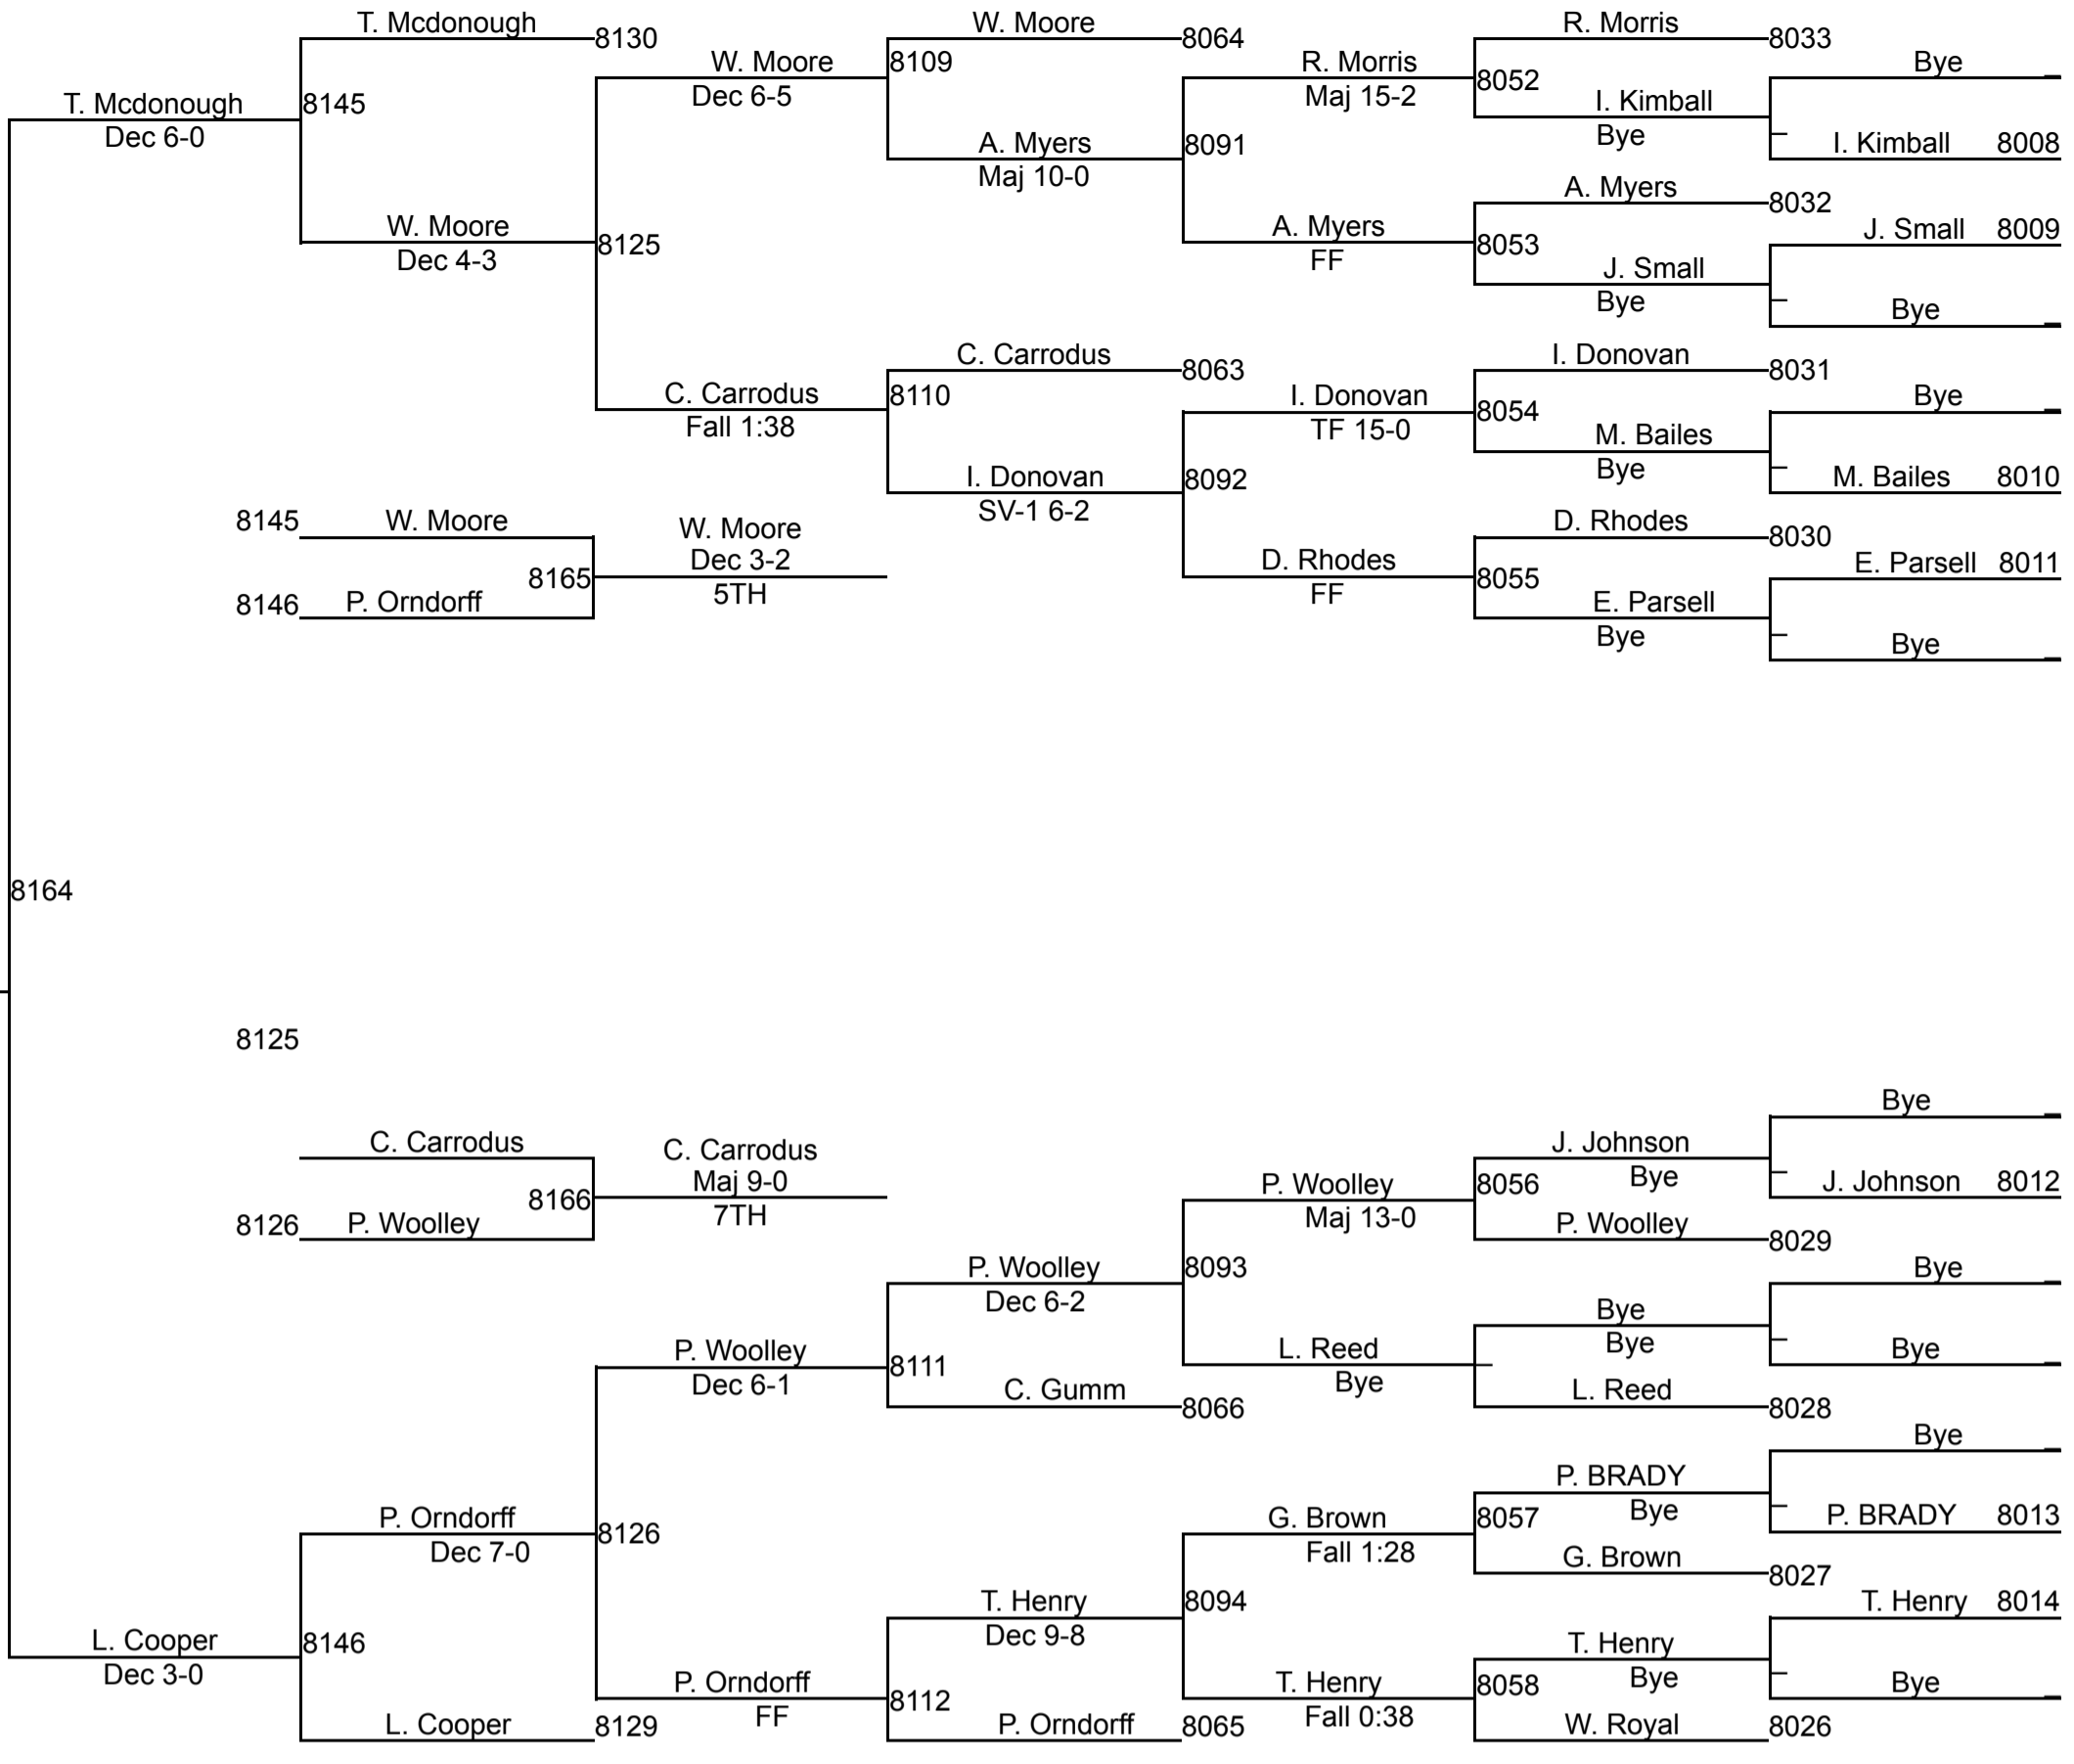 T. Mcdonough
8130
W. Moore
8064
R. Morris
8033
W. Moore
8109
R. Morris
Bye _
Dec 6-5
Maj 15-2
8052
T. Mcdonough
8145
I. Kimball
Dec 6-0
Bye
A. Myers
8091
I. Kimball 8008
Maj 10-0
A. Myers
8032
W. Moore
8125
A. Myers
8053
J. Small 8009
Dec 4-3
FF
J. Small
Bye
Bye _
C. Carrodus
8063
I. Donovan
8031
C. Carrodus
8110
I. Donovan
8054
Bye _
Fall 1:38
TF 15-0
M. Bailes
Bye
I. Donovan
8092
M. Bailes 8010
SV-1 6-2
8145 W. Moore
W. Moore
D. Rhodes
8030
Dec 3-2
8165
D. Rhodes
8055
E. Parsell 8011
5TH
FF
8146 P. Orndorff
E. Parsell
Bye
Bye _
8164
8125
Bye _
C. Carrodus
C. Carrodus
J. Johnson
Maj 9-0
Bye
8166
P. Woolley
8056
J. Johnson 8012
7TH
Maj 13-0
8126 P. Woolley
P. Woolley
8029
P. Woolley
8093
Bye _
Dec 6-2
Bye
Bye
P. Woolley
8111
L. Reed
Bye _
Dec 6-1
Bye
C. Gumm
8066
L. Reed
8028
Bye _
P. BRADY
Bye
P. Orndorff
8126
G. Brown
8057
P. BRADY 8013
Dec 7-0
Fall 1:28
G. Brown
8027
T. Henry
8094
T. Henry 8014
Dec 9-8
L. Cooper
8146
T. Henry
Dec 3-0
Bye
P. Orndorff
8112
T. Henry
8058
Bye _
FF
Fall 0:38
L. Cooper
8129
P. Orndorff
8065
W. Royal
8026